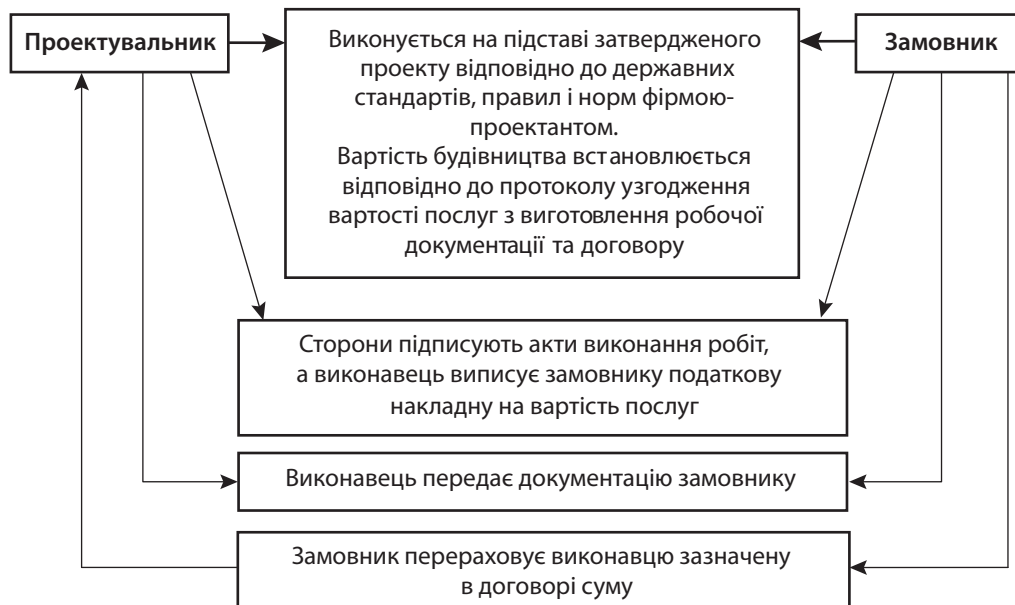 Проектувальник
Виконується на підставі затвердженого
проекту відповідно до державних
стандартів, правил і норм фірмою-
проектантом.
Вартість будівництва встановлюється
відповідно до протоколу узгодження
вартості послуг з виготовлення робочої
документації та договору
Замовник
Сторони підписують акти виконання робіт,
а виконавець виписує замовнику податкову
накладну на вартість послуг
Виконавець передає документацію замовнику
Замовник перераховує виконавцю зазначену
в договорі суму